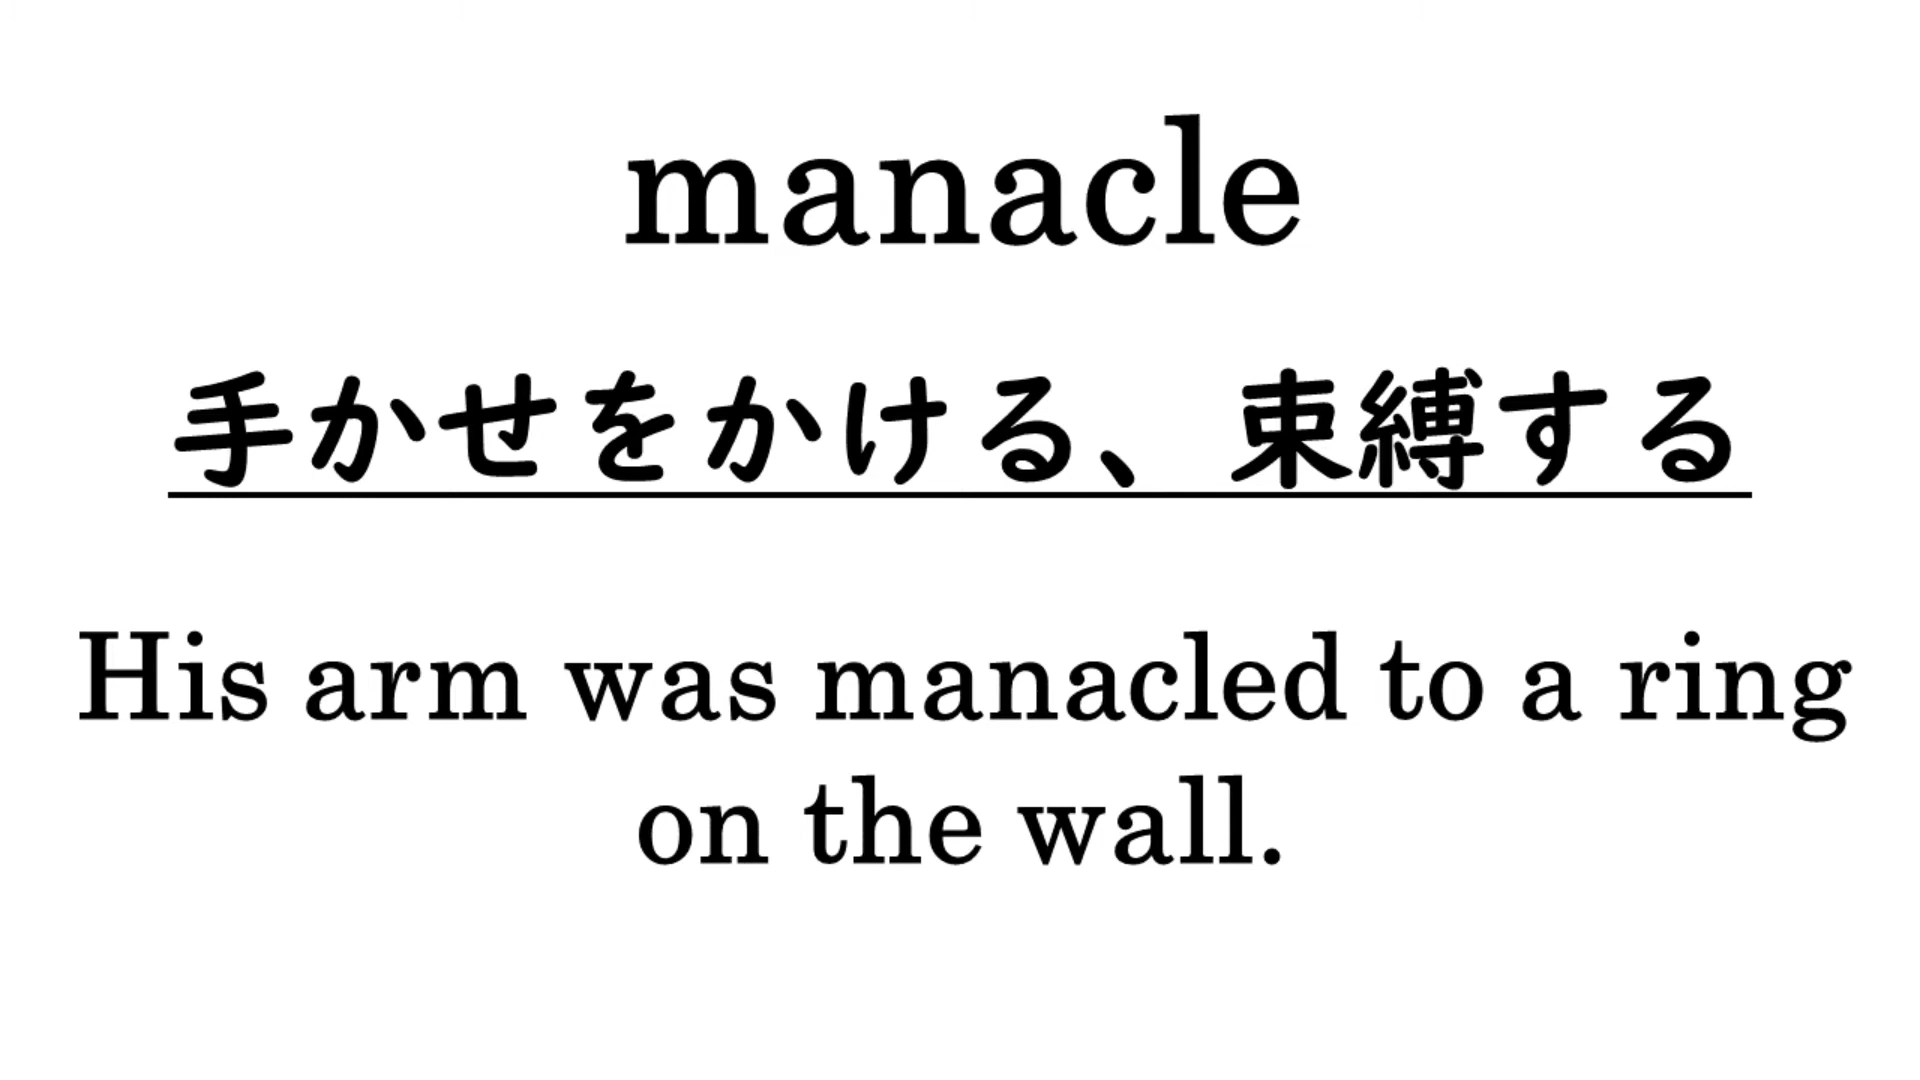 manacle
手かせをかける、束縛する
His arm was manacled to a ring
on the wall.